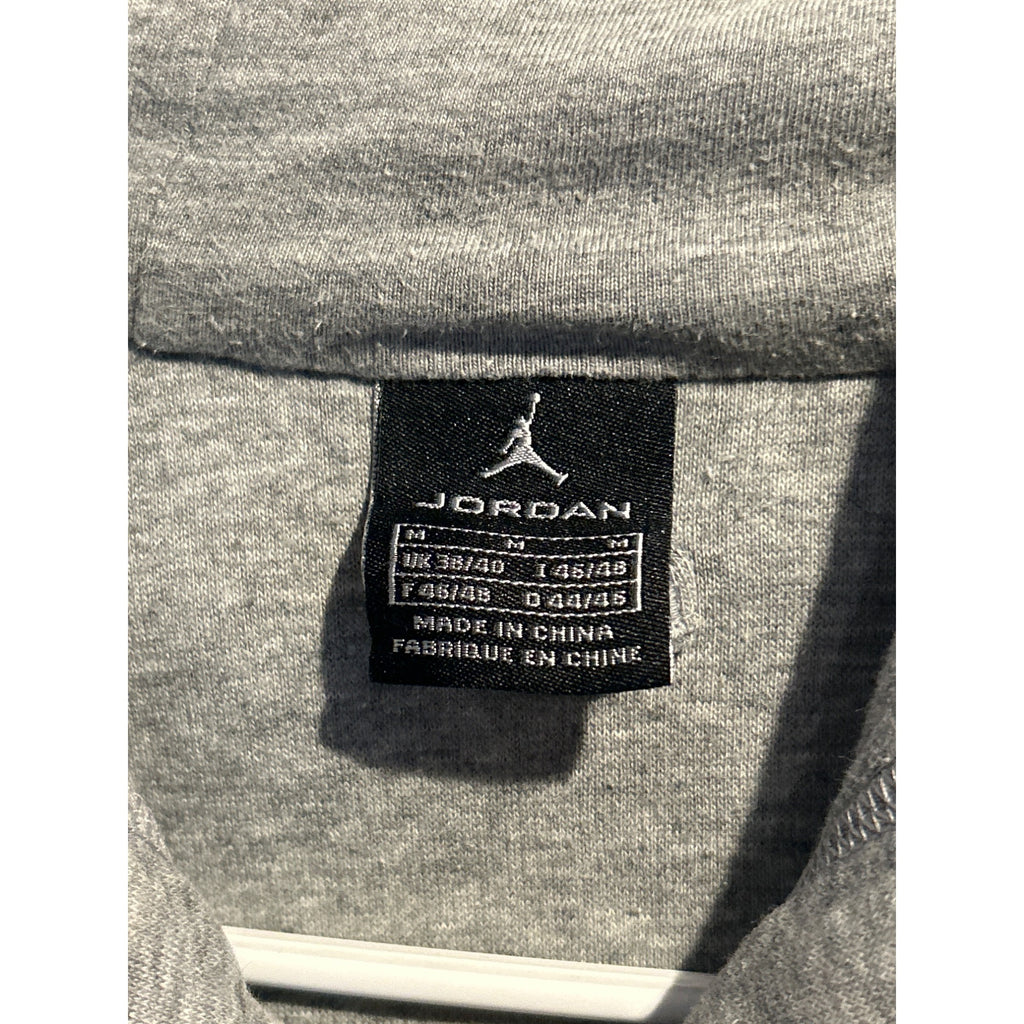 JORDAN
M M M
UK 38/40 I 46/48
F 46/48 D 44/46
MADE IN CHINA
FABRIQUE EN CHINE